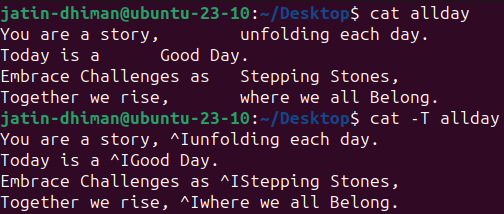 jatin-dhiman@ubuntu-23-10:~/Desktop$ cat allday
You are a story,          unfolding each day.
Today is a        Good Day.
Embrace Challenges as    Stepping Stones,
Together we rise,         where we all Belong.
jatin-dhiman@ubuntu-23-10:~/Desktop$ cat -T allday
You are a story, ^Iunfolding each day.
Today is a ^IGood Day.
Embrace Challenges as ^IStepping Stones,
Together we rise, ^Iwhere we all Belong.